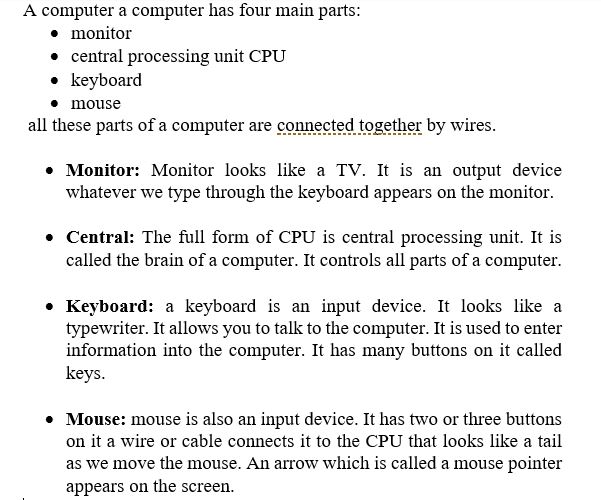 A computer a computer has four main parts:
• monitor
• central processing unit CPU
• keyboard
• mouse
all these parts of a computer are connected together by wires.
• Monitor: Monitor looks like a TV. It is an output device
whatever we type through the keyboard appears on the monitor.
• Central: The full form of CPU is central processing unit. It is
called the brain of a computer. It controls all parts of a computer.
• Keyboard: a keyboard is an input device. It looks like a
typewriter. It allows you to talk to the computer. It is used to enter
information into the computer. It has many buttons on it called
keys.
• Mouse: mouse is also an input device. It has two or three buttons
on it a wire or cable connects it to the CPU that looks like a tail
as we move the mouse. An arrow which is called a mouse pointer
appears on the screen.